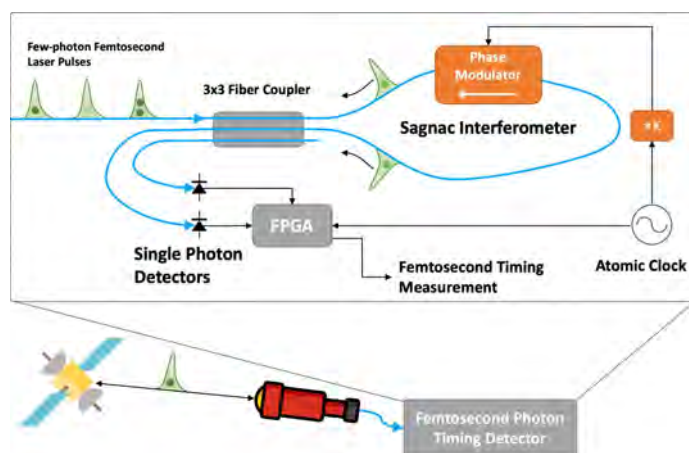 Few-photon Femtosecond
Laser Pulses
3x3 Fiber Coupler
Phase
Modulator
Sagnac Interferometer
FPGA
Single Photon
Detectors
Atomic Clock
Femtosecond Timing
Measurement
Femtosecond Photon
Timing Detector